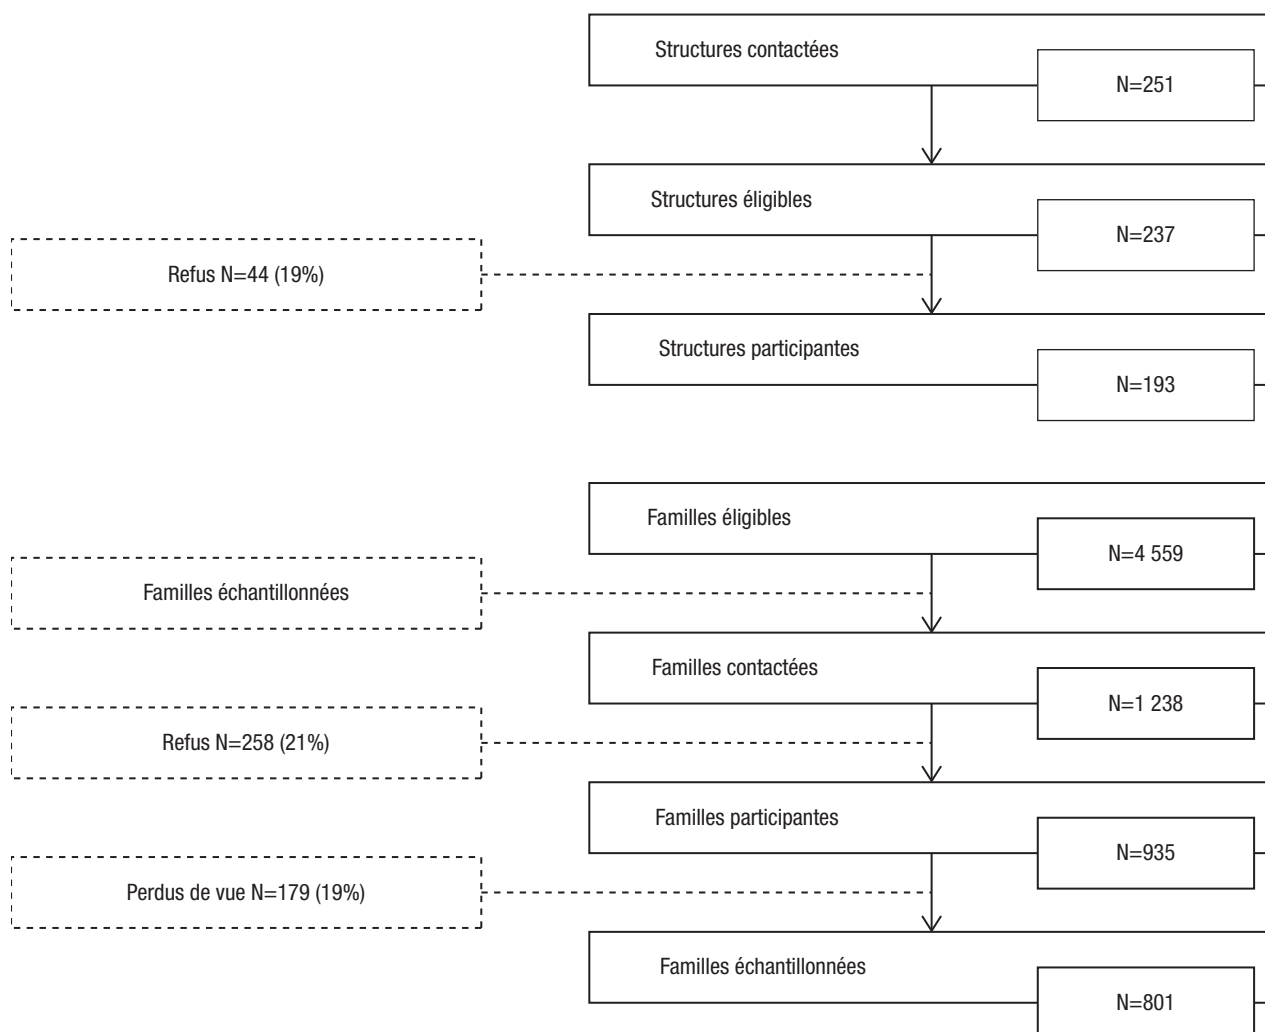 Structures contactées
N=251
Structures éligibles
N=237
Refus N=44 (19%)
Structures participantes
N=193
Familles éligibles
N=4 559
Familles échantillonnées
Familles contactées
N=1 238
Refus N=258 (21%)
Familles participantes
N=935
Perdus de vue N=179 (19%)
Familles échantillonnées
N=801